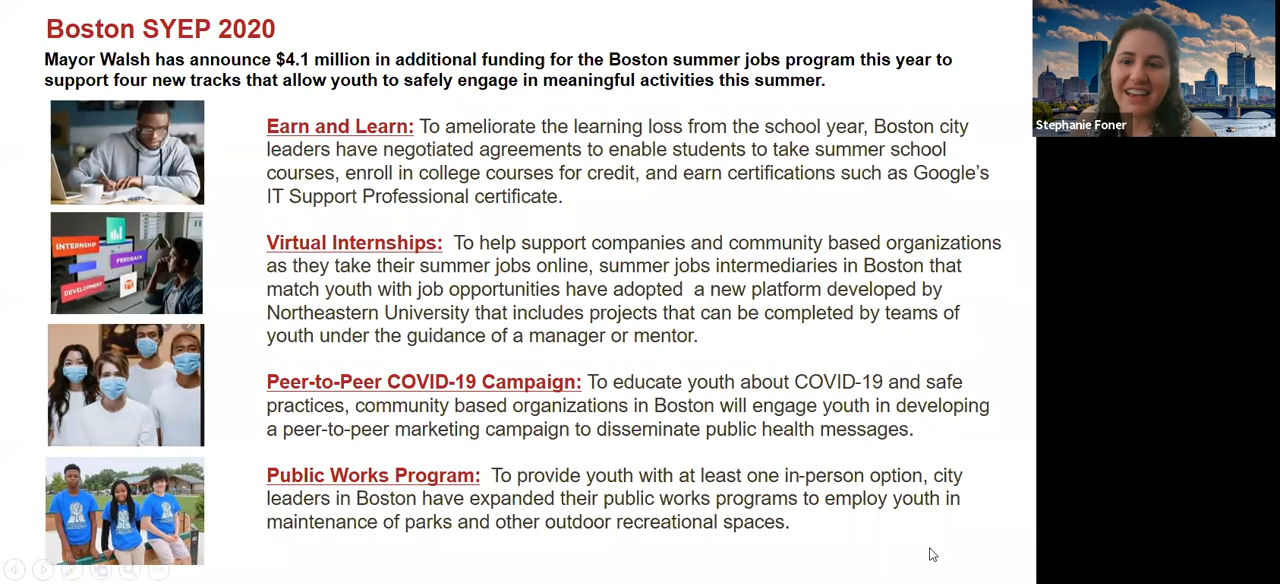 Boston SYEP 2020
Mayor Walsh has announce $4.1 million in additional funding for the Boston summer jobs program this year to
support four new tracks that allow youth to safely engage in meaningful activities this summer.
Earn and Learn: To ameliorate the learning loss from the school year, Boston city
leaders have negotiated agreements to enable students to take summer school
courses, enroll in college courses for credit, and earn certifications such as Google's
IT Support Professional certificate.
INTERNSHIP
FEEDBACK
DEVELOPMENT
Virtual Internships: To help support companies and community based organizations
as they take their summer jobs online, summer jobs intermediaries in Boston that
match youth with job opportunities have adopted a new platform developed by
Northeastern University that includes projects that can be completed by teams of
youth under the guidance of a manager or mentor.
Peer-to-Peer COVID-19 Campaign: To educate youth about COVID-19 and safe
practices, community based organizations in Boston will engage youth in developing
a peer-to-peer marketing campaign to disseminate public health messages.
Public Works Program: To provide youth with at least one in-person option, city
leaders in Boston have expanded their public works programs to employ youth in
maintenance of parks and other outdoor recreational spaces.
Stephanie Foner